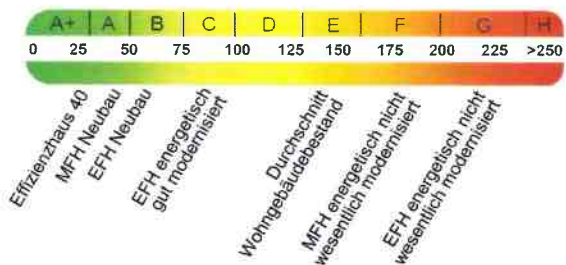 A+ A B C D E F G H
0 25 50 75 100 125 150 175 200 225 >250
Effizienzhaus 40
MFH Neubau
EFH Neubau
EFH energetisch
gut modernisiert
Durchschnitt
Wohngebäudebestand
MFH energetisch nicht
wesentlich modernisiert
EFH energetisch nicht
wesentlich modernisiert